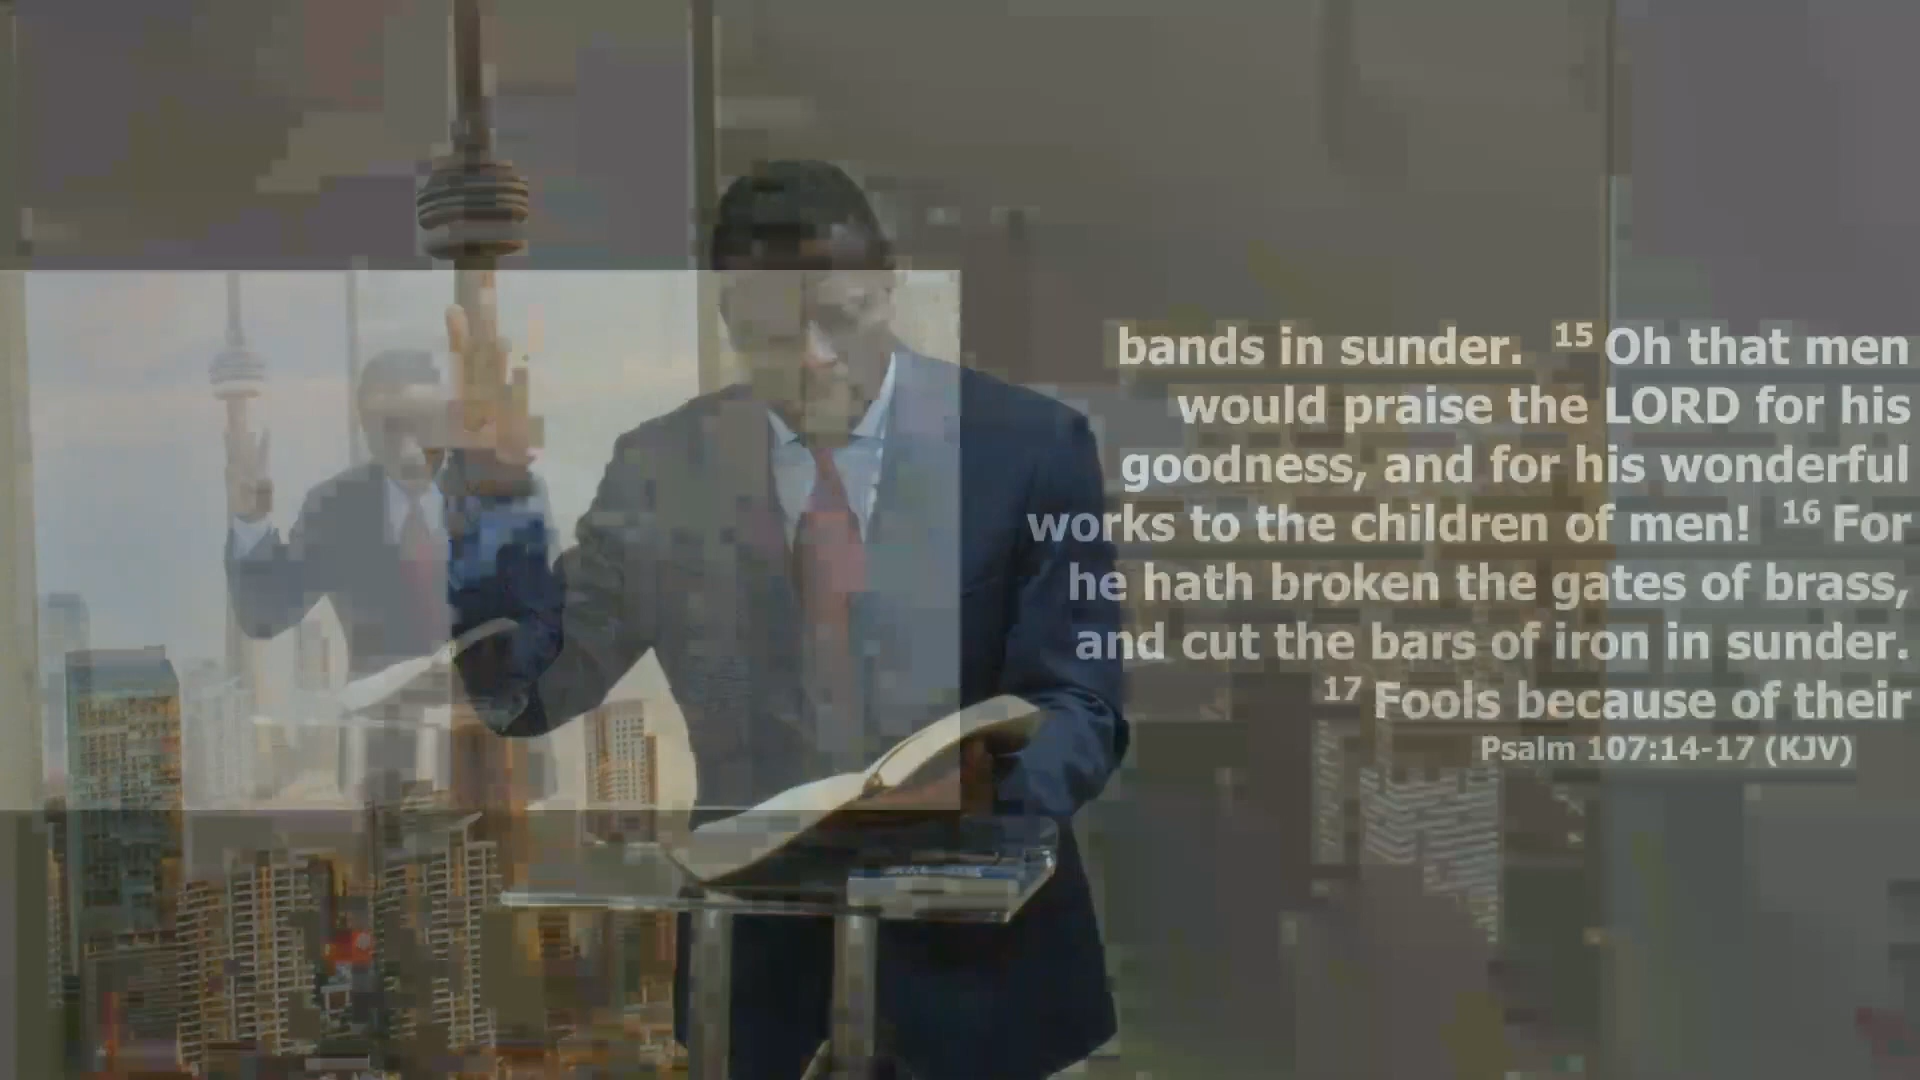 bands in sunder. 15 Oh that men
would praise the LORD for his
goodness, and for his wonderful
works to the children of men! 16 For
he hath broken the gates of brass,
and cut the bars of iron in sunder.
17 Fools because of their
Psalm 107:14-17 (KJV)